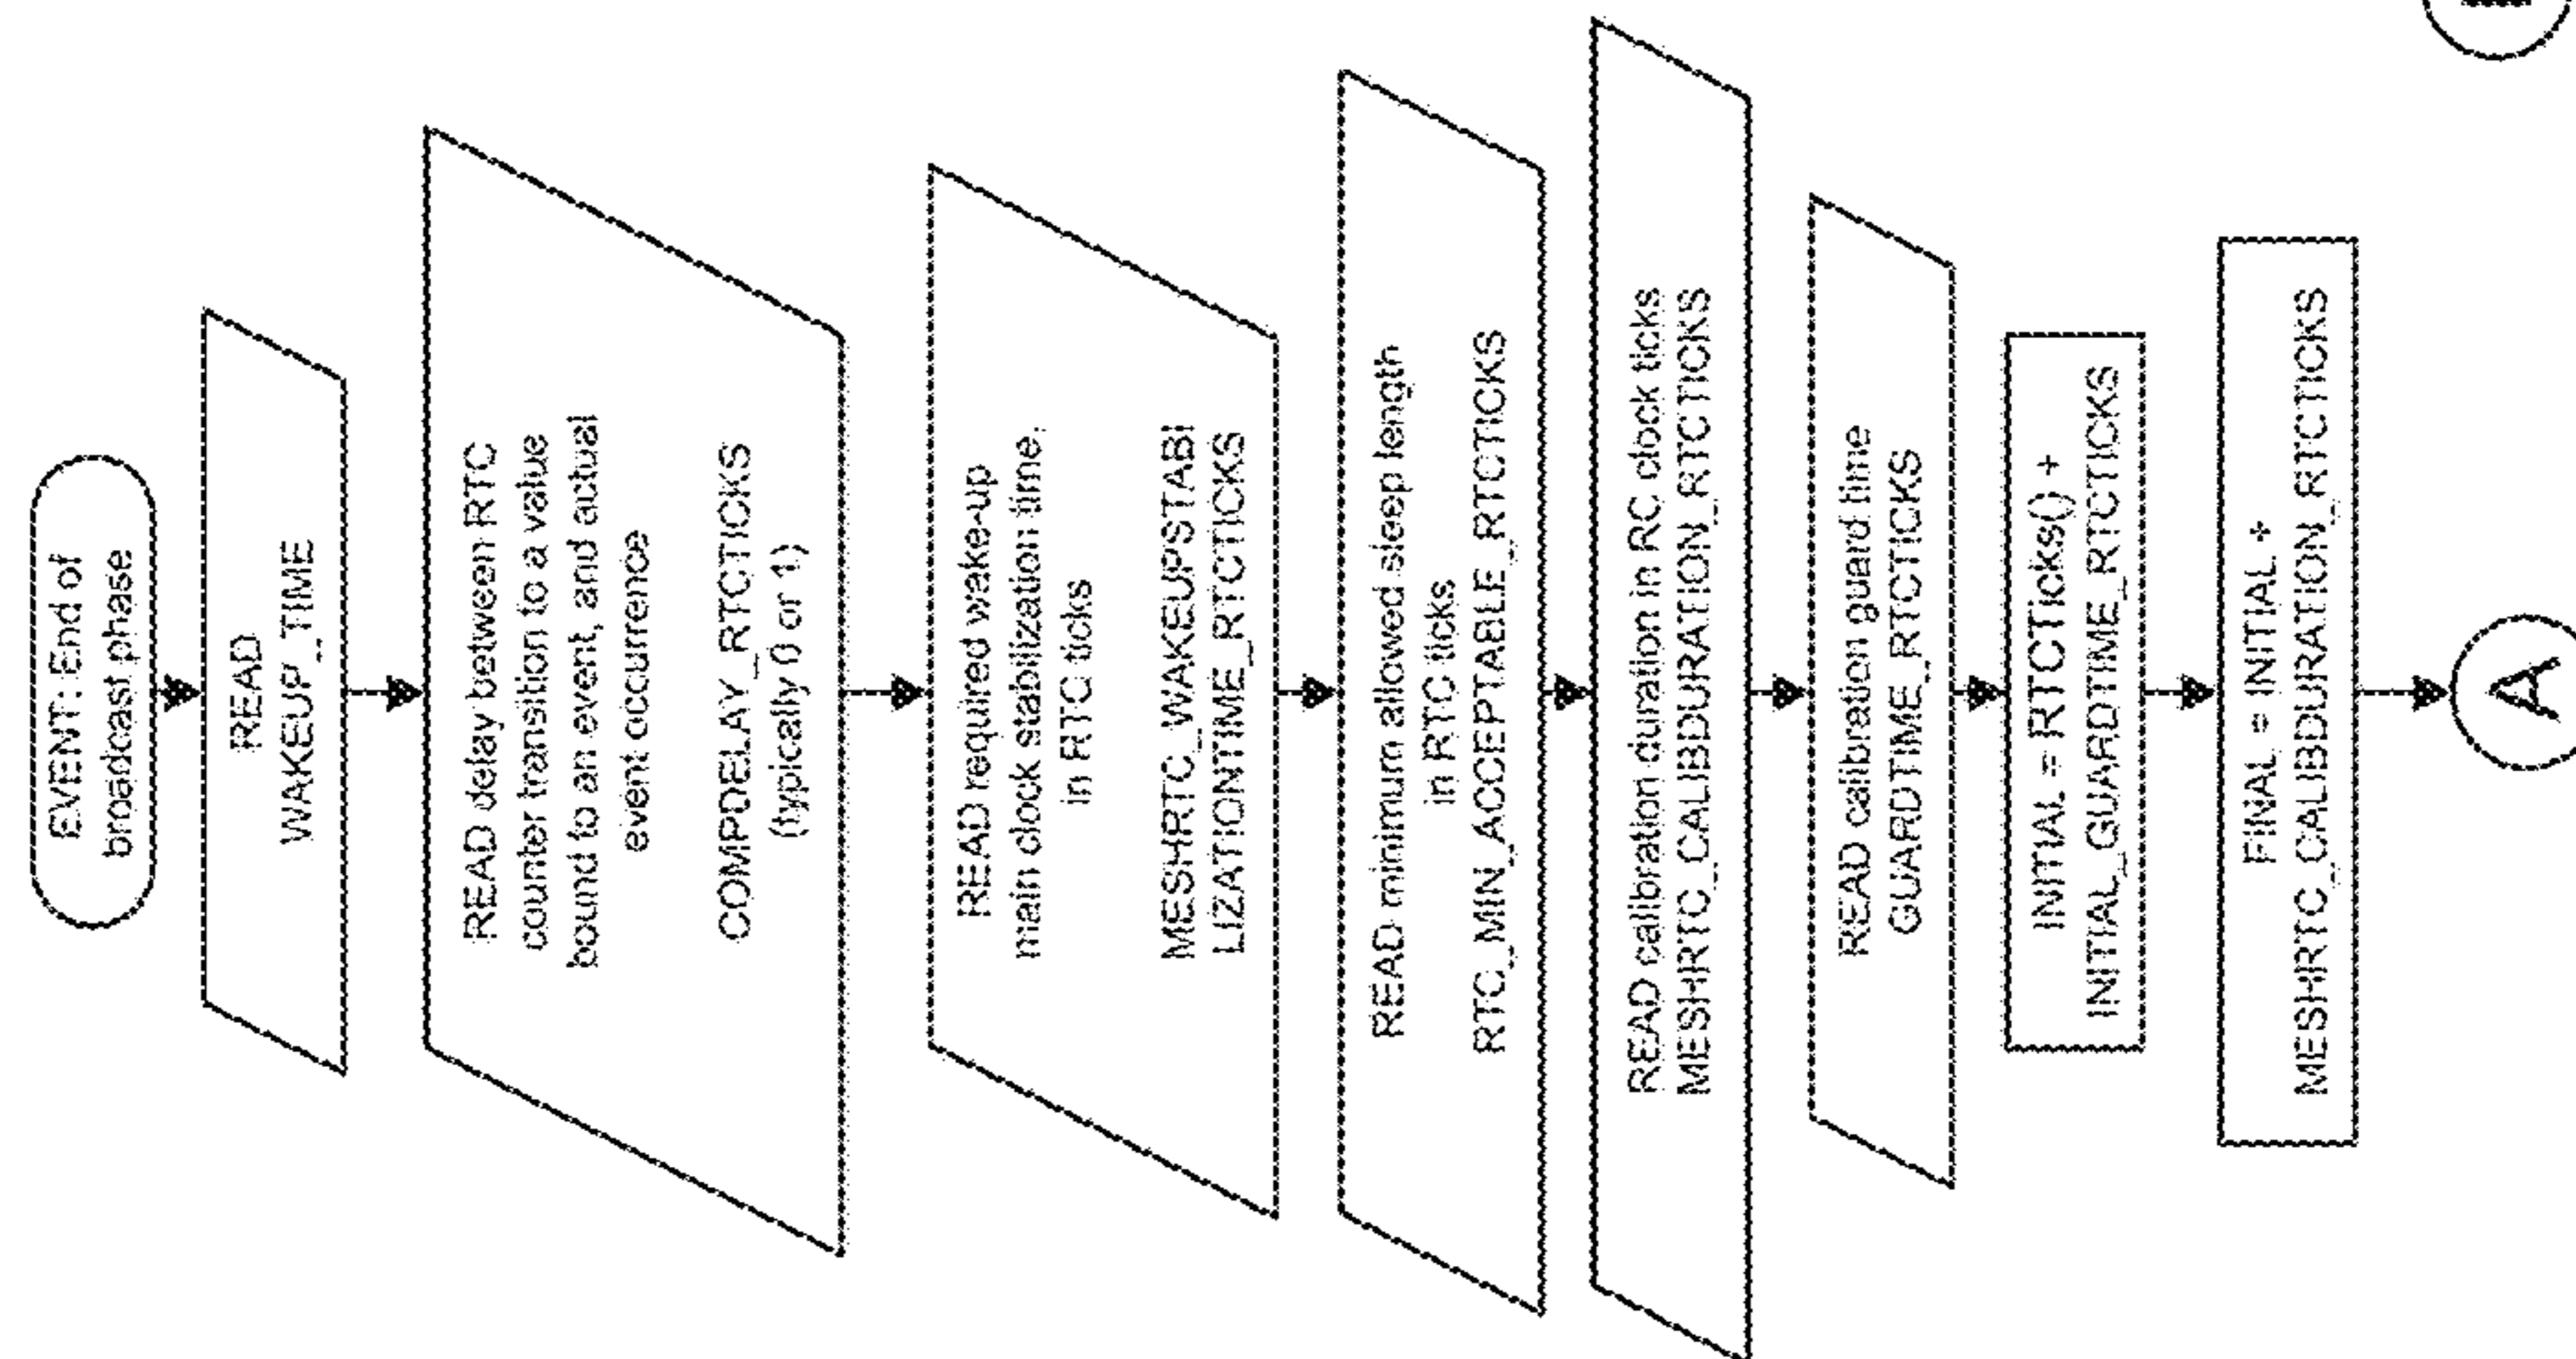 EVENT: End of
broadcast phase
READ
WAKEUP_TIME
READ delay between RTC
counter transition to a value
bound to an event, and actual
event occurrence
COMPDELAY_RTCTICKS
(typically 0 or 1)
READ required wake-up
main clock stabilization time,
in RTC ticks
MESHRTC_WAKEUPSTABI
LIZATIONTIME_RTCTICKS
READ minimum allowed sleep length
in RTC ticks
RTC_MIN_ACCEPTABLE_RTCTICKS
READ calibration duration in RC clock ticks
MESHRTC_CALIBDURATION_RTCTICKS
READ calibration guard time
GUARDTIME_RTCTICKS
INITIAL = RTCTicks() +
INITIAL_GUARDTIME_RTCTICKS
FINAL = INITIAL +
MESHRTC_CALIBDURATION_RTCTICKS
A